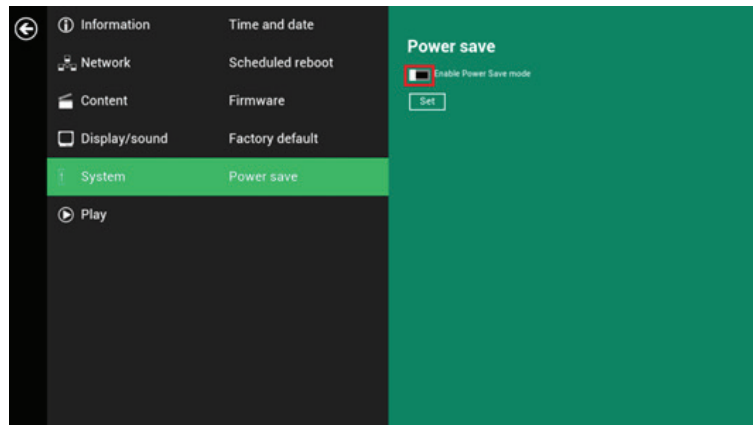 Information
Network
Content
Display/sound
System
Play
Time and date
Scheduled reboot
Firmware
Factory default
Power save
Power save
Enable Power Save mode
Set